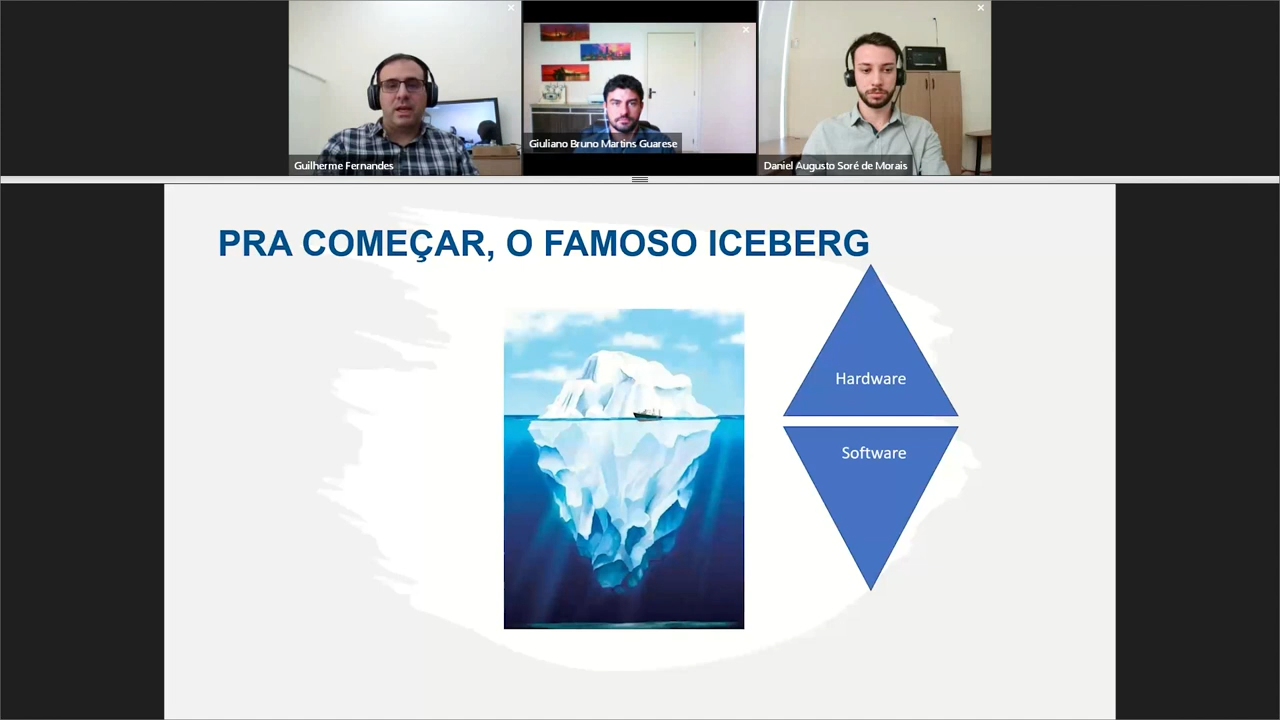 Guilherme Fernandes
Giuliano Bruno Martins Guarese
Daniel Augusto Soré de Morais
PRA COMEÇAR, O FAMOSO ICEBERG
Hardware
Software